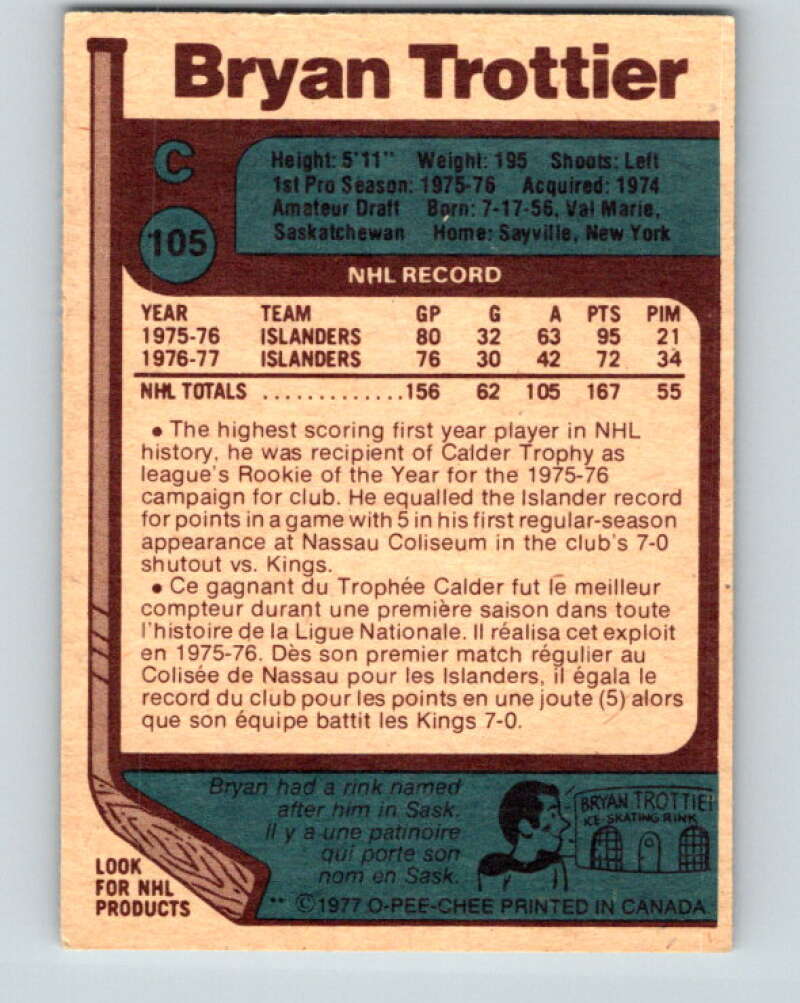 Bryan Trottier
C
Height: 5'11" Weight: 195 Shoots: Left
1st Pro Season: 1975-76 Acquired: 1974
Amateur Draft Born: 7-17-56, Val Marie,
Saskatchewan Home: Sayville, New York
105
NHL RECORD
YEAR TEAM GP G A PTS PIM
1975-76 ISLANDERS 80 32 63 95 21
1976-77 ISLANDERS 76 30 42 72 34
NHL TOTALS .............156 62 105 167 55
• The highest scoring first year player in NHL
history, he was recipient of Calder Trophy as
league's Rookie of the Year for the 1975-76
campaign for club. He equalled the Islander record
for points in a game with 5 in his first regular-season
appearance at Nassau Coliseum in the club's 7-0
shutout vs. Kings.
• Ce gagnant du Trophée Calder fut le meilleur
compteur durant une première saison dans toute
l'histoire de la Ligue Nationale. Il réalisa cet exploit
en 1975-76. Dès son premier match régulier au
Colisée de Nassau pour les Islanders, il égala le
record du club pour les points en une joute (5) alors
que son équipe battit les Kings 7-0.
Bryan had a rink named
after him in Sask.
Il y a une patinoire
qui porte son
nom en Sask.
BRYAN TROTTIE
ICE-SKATING RINK
LOOK
FOR NHL
PRODUCTS
** ©1977 O-PEE-CHEE PRINTED IN CANADA